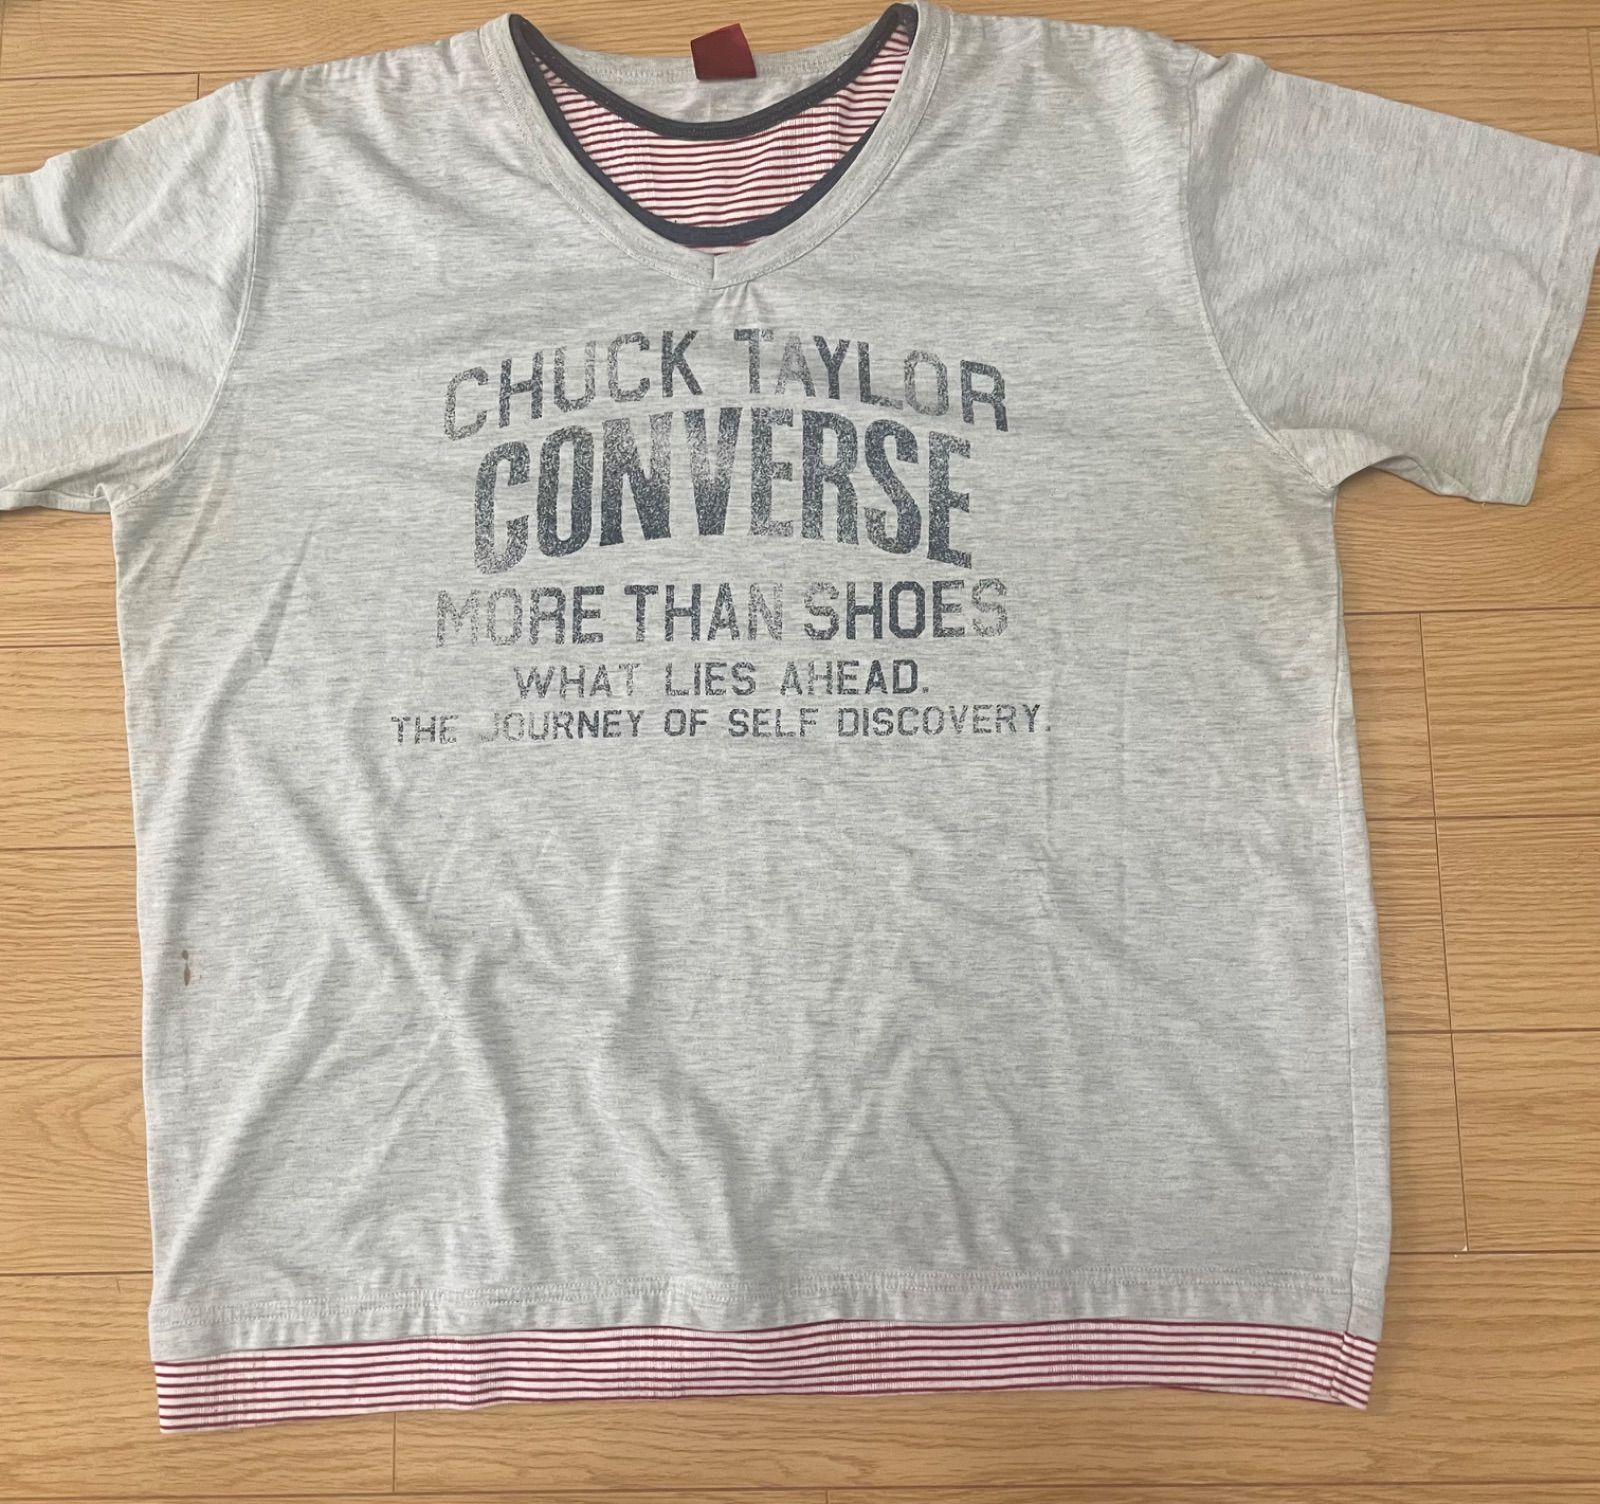 CHUCK TAYLOR
CONVERSE
MORE THAN SHOES
WHAT LIES AHEAD.
THE JOURNEY OF SELF DISCOVERY.